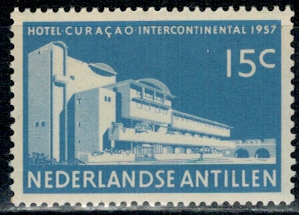 HOTEL CURAÇAO INTERCONTINENTAL 1957
15C
NEDERLANDSE ANTILLEN